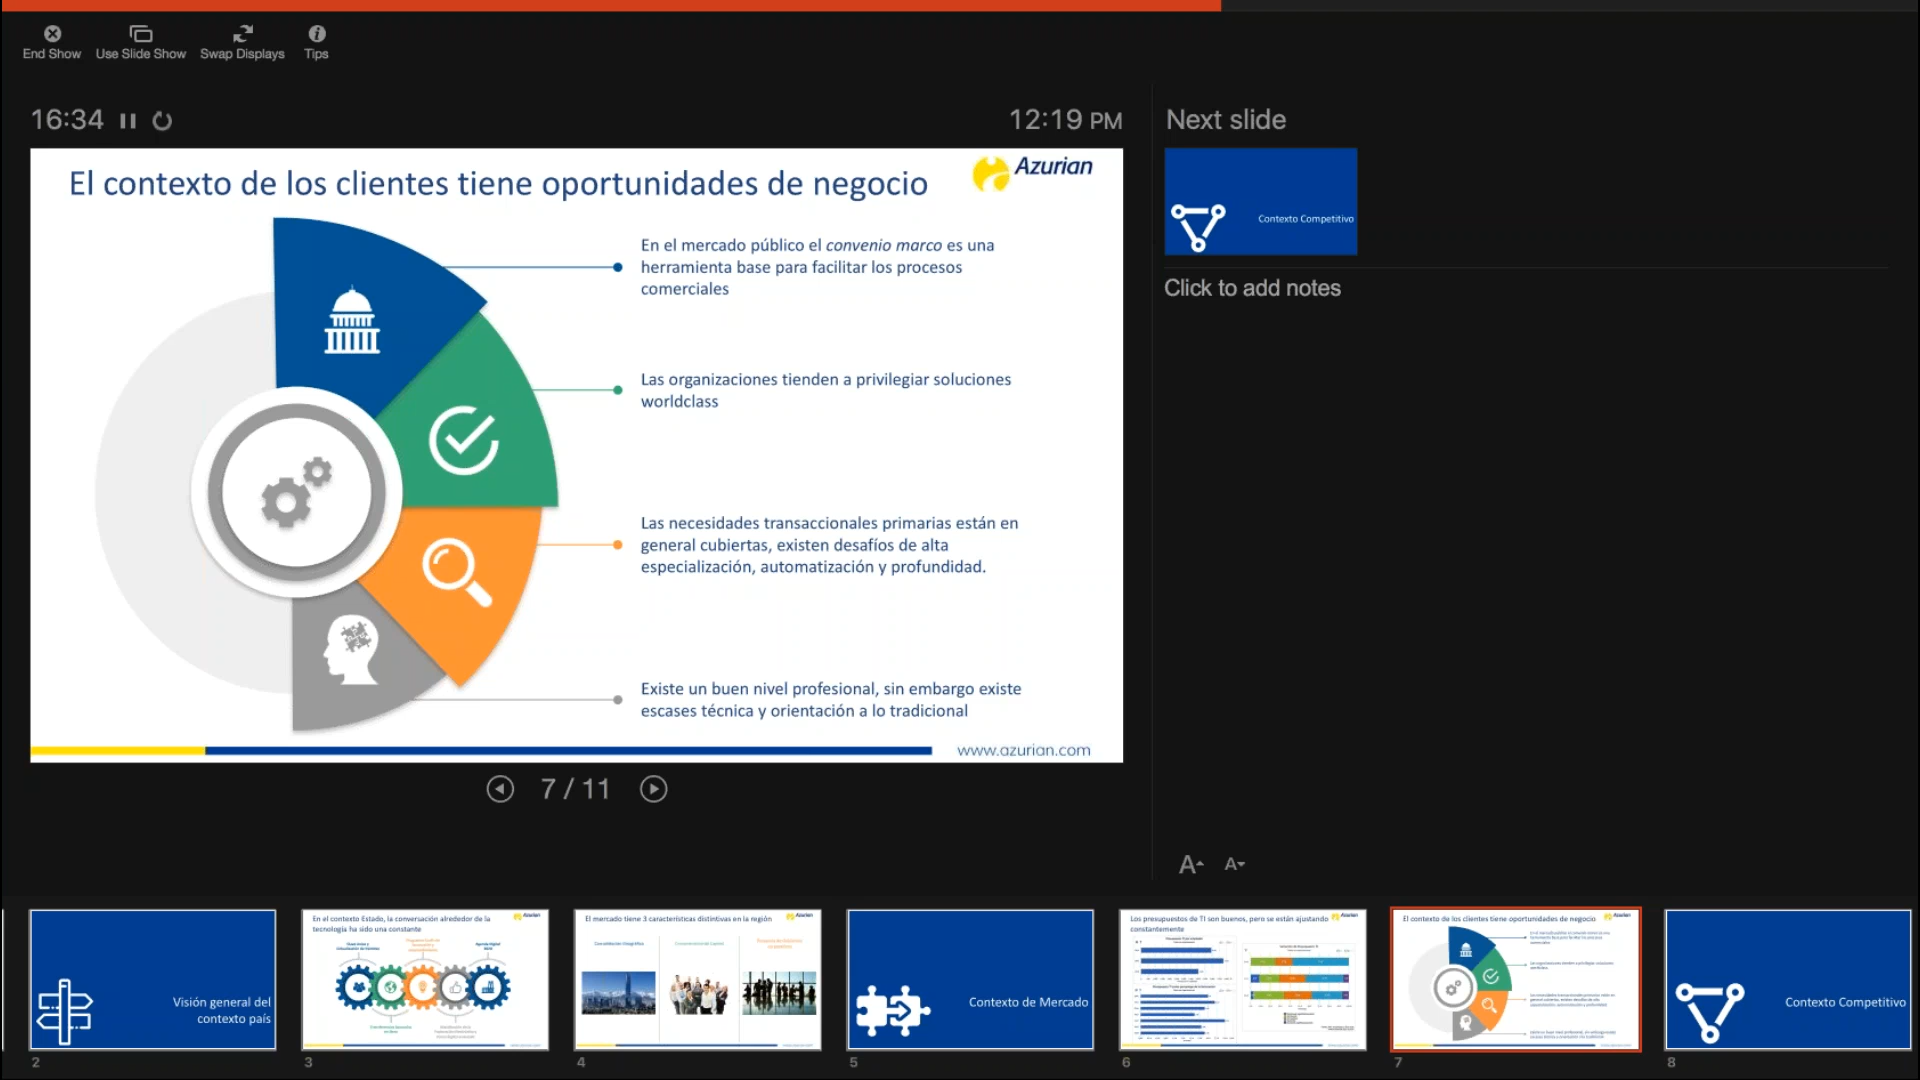 End Show
Use Slide Show
Swap Displays
Tips
16:34
12:19 PM
Next slide
El contexto de los clientes tiene oportunidades de negocio
Azurian
En el mercado público el convenio marco es una
herramienta base para facilitar los procesos
comerciales
Las organizaciones tienden a privilegiar soluciones
worldclass
Las necesidades transaccionales primarias están en
general cubiertas, existen desafíos de alta
especialización, automatización y profundidad.
Existe un buen nivel profesional, sin embargo existe
escases técnica y orientación a lo tradicional
www.azurian.com
Contexto Competitivo
Click to add notes
7 / 11
A
A
Visión general del
contexto país
2
En el contexto Estado, la conversación alrededor de la
tecnología ha sido una constante
Azurian
3
El mercado tiene 3 características distintivas en la región
Azurian
4
Contexto de Mercado
5
Los presupuestos de TI son buenos, pero se están ajustando
constantemente
Azurian
6
El contexto de los clientes tiene oportunidades de negocio
Azurian
7
Contexto Competitivo
8